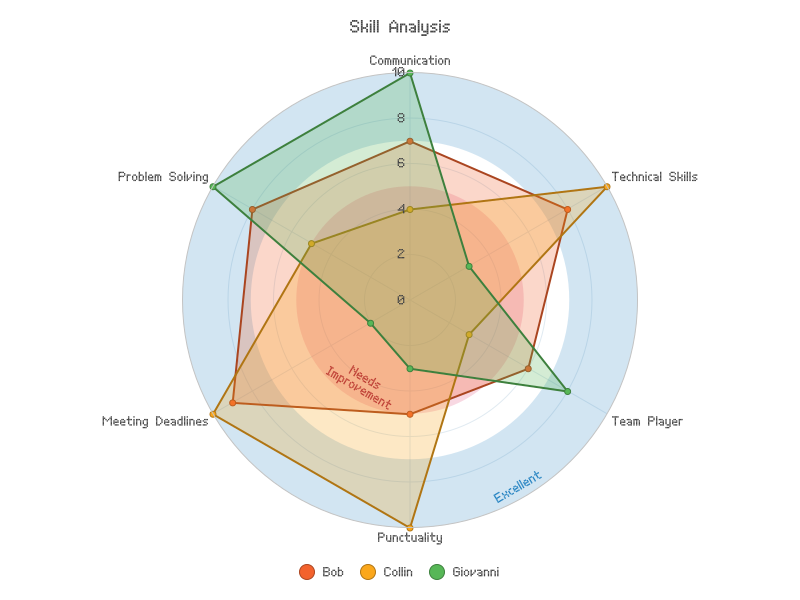 Skill Analysis
Communication
10
8
6
4
2
0
Problem Solving
Technical Skills
Needs
Improvement
Meeting Deadlines
Team Player
Excellent
Punctuality
Bob
Collin
Giovanni